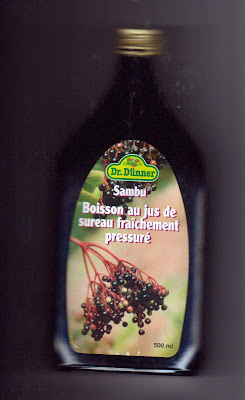 Dr. Dünner
Sambu
Boisson au jus de
sureau fraîchement
pressuré
500 ml